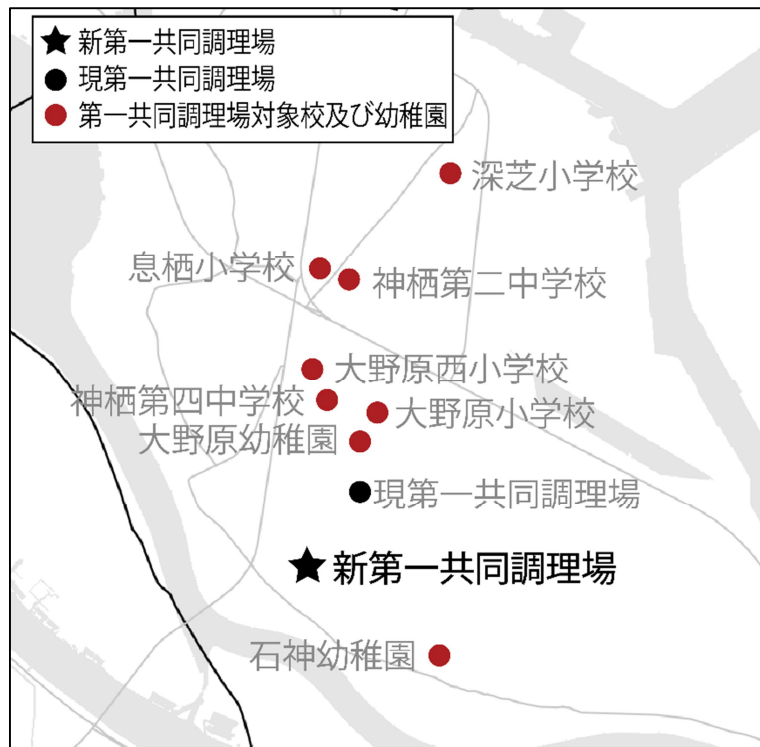 新第一共同調理場
現第一共同調理場
第一共同調理場対象校及び幼稚園
深芝小学校
息栖小学校
神栖第二中学校
大野原西小学校
神栖第四中学校
大野原小学校
大野原幼稚園
現第一共同調理場
新第一共同調理場
石神幼稚園